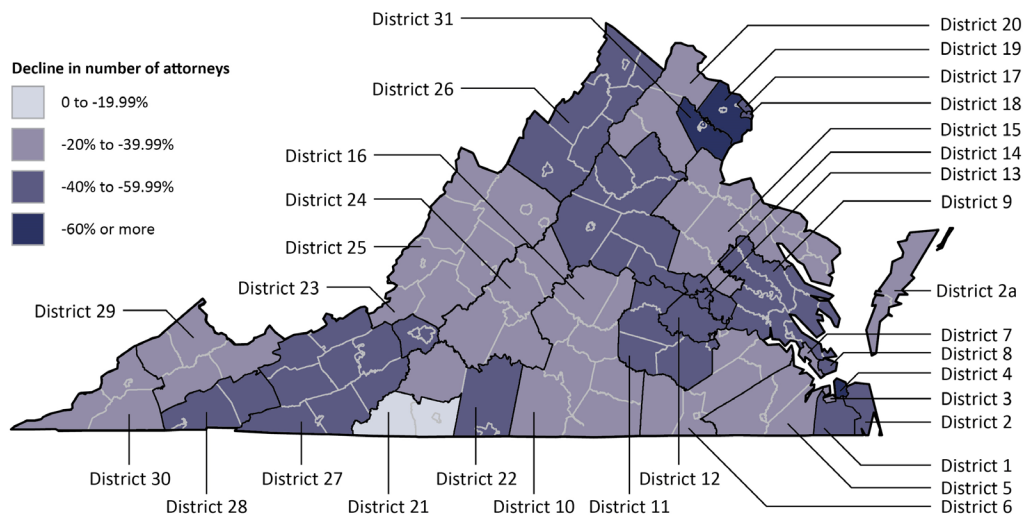 District 31
District 20
District 19
Decline in number of attorneys
District 17
District 26
0 to -19.99%
District 18
District 15
-20% to -39.99%
District 16
District 14
District 13
-40% to -59.99%
District 24
District 9
-60% or more
District 25
District 23
District 2a
District 29
District 7
District 8
District 4
District 3
District 2
District 1
District 30
District 27
District 22
District 12
District 5
District 28
District 21
District 10
District 11
District 6